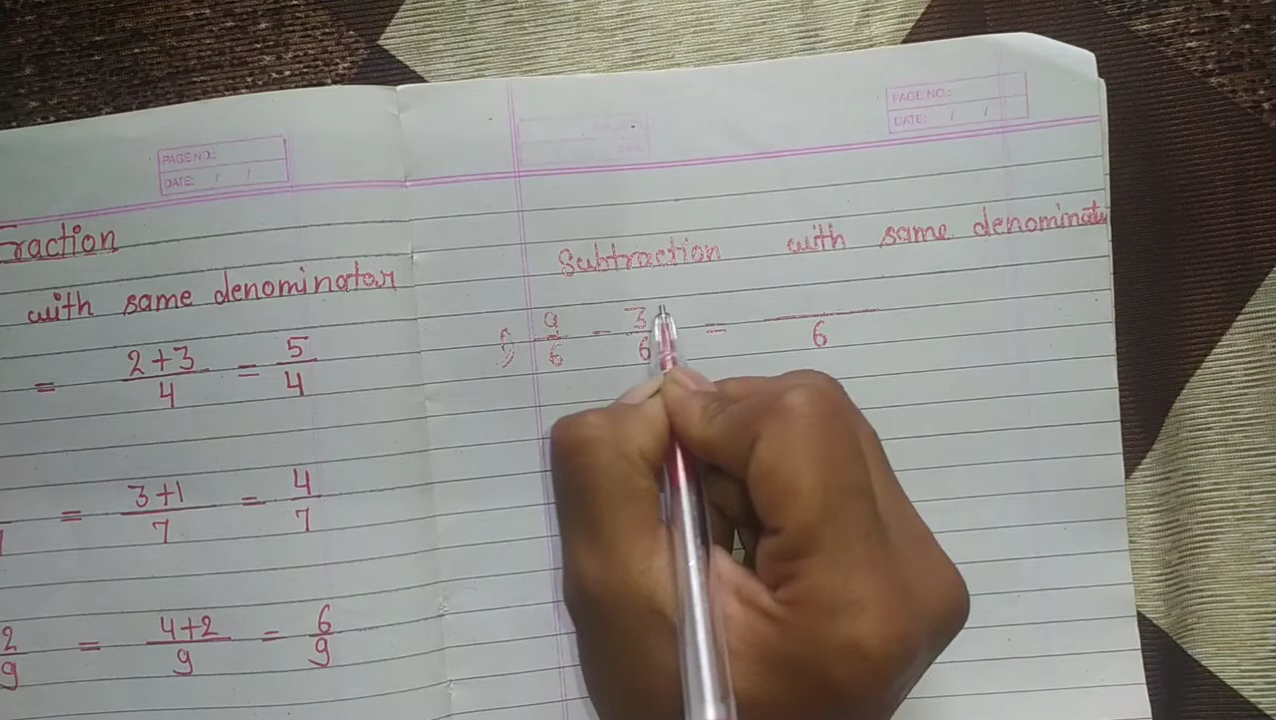 PAGE NO.:
DATE: / /
Fraction
with same denominator
= 2+3/4 = 5/4
= 3+1/7 = 4/7
2/9 = 4+2/9 = 6/9
PAGE NO.:
DATE: / /
Subtraction with same denominat
9/6 - 3/6 = /6